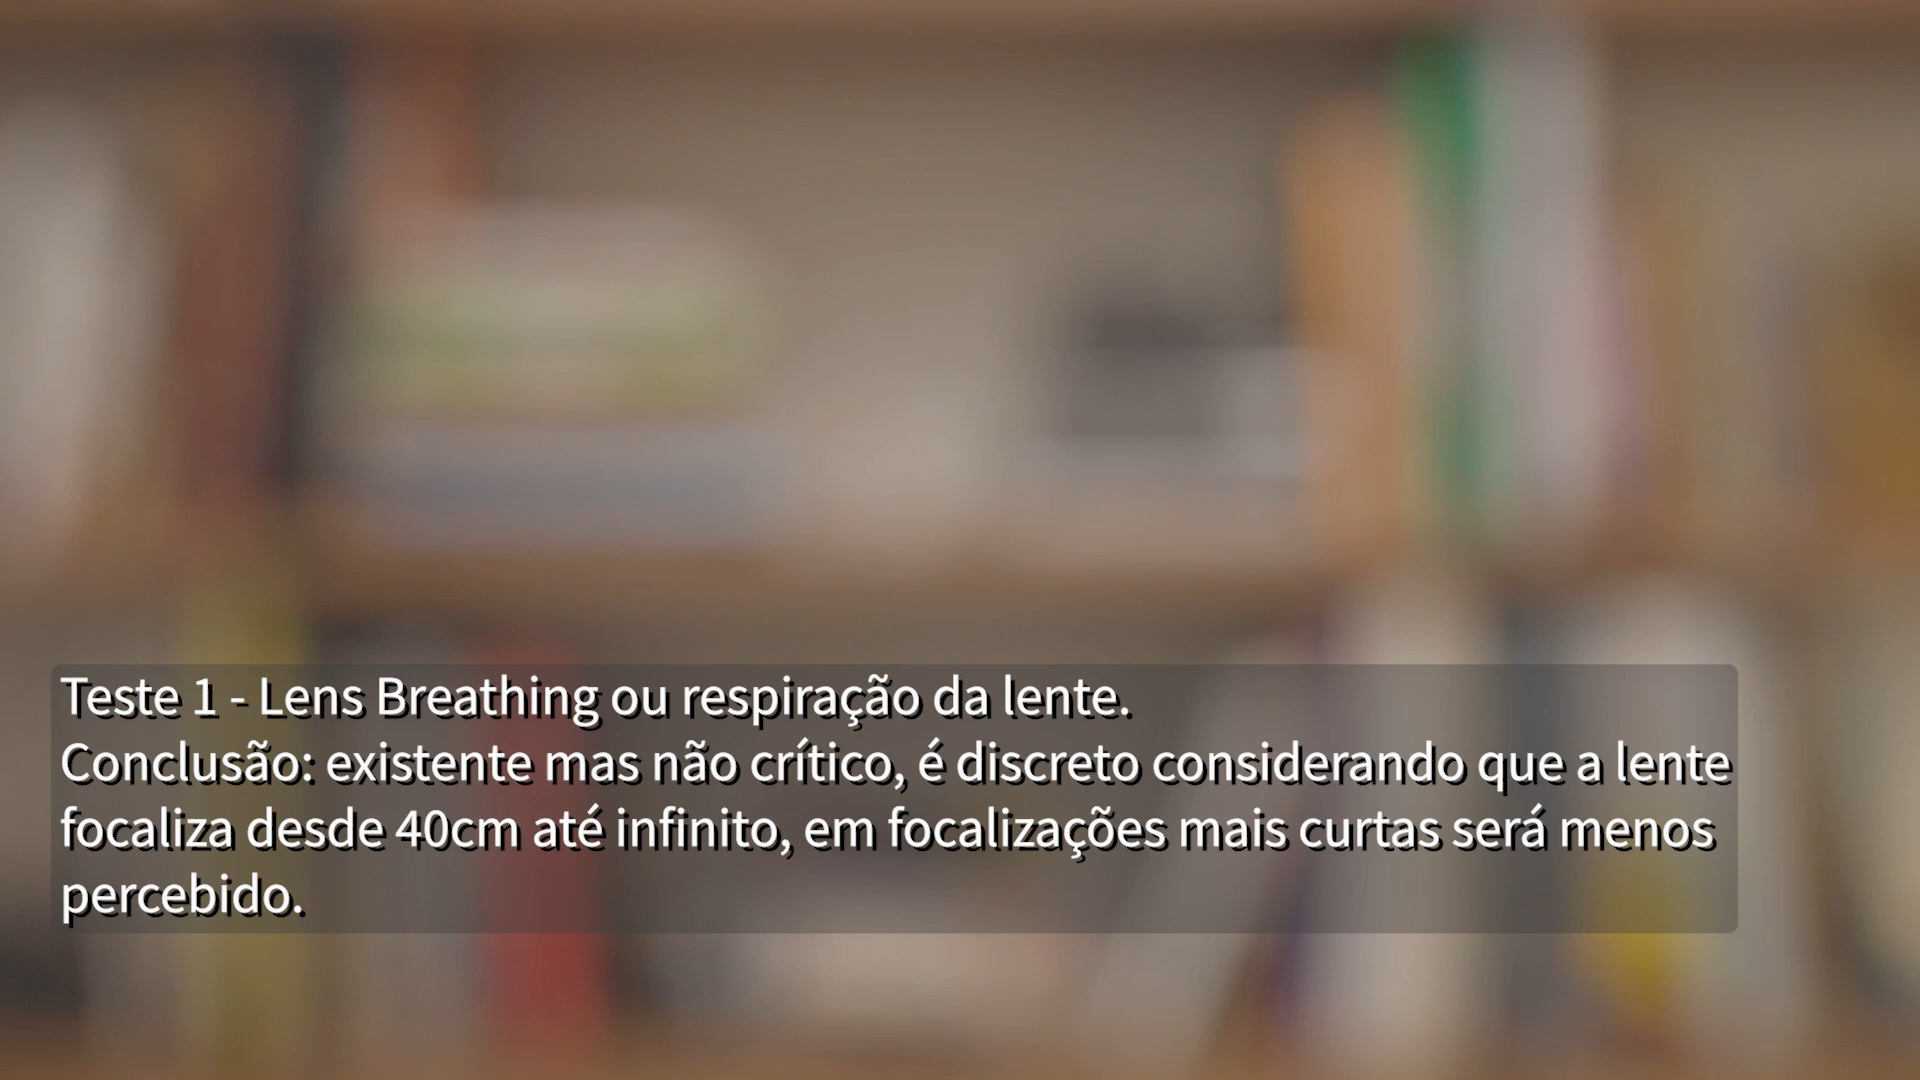 Teste 1 - Lens Breathing ou respiração da lente.
Conclusão: existente mas não crítico, é discreto considerando que a lente
focaliza desde 40cm até infinito, em focalizações mais curtas será menos
percebido.